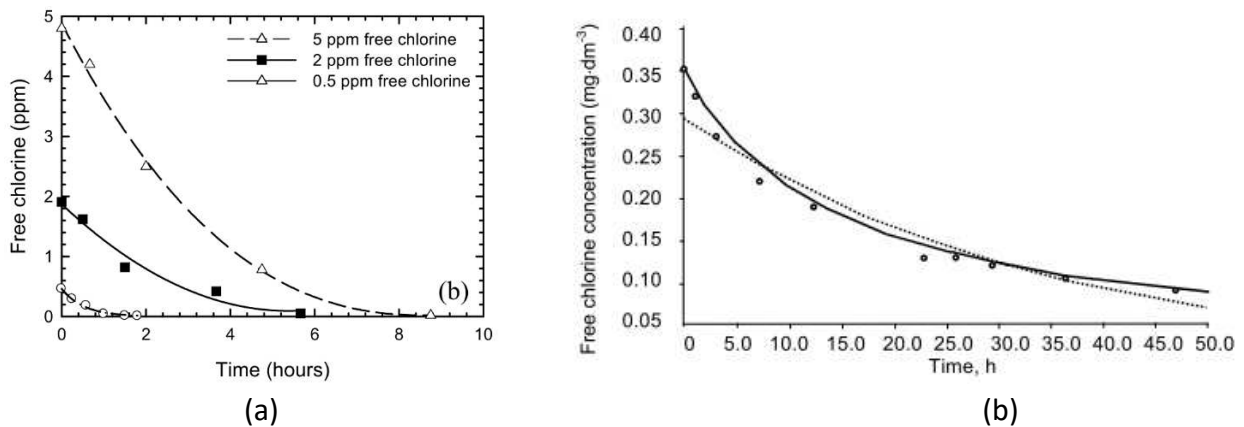 5 ppm free chlorine
2 ppm free chlorine
0.5 ppm free chlorine
Free chlorine (ppm)
5
4
3
2
1
0
(b)
0 2 4 6 8 10
Time (hours)
(a)
Free chlorine concentration (mg·dm⁻³)
0.40
0.35
0.30
0.25
0.20
0.15
0.10
0.05
0 5.0 10.0 15.0 20.0 25.0 30.0 35.0 40.0 45.0 50.0
Time, h
(b)